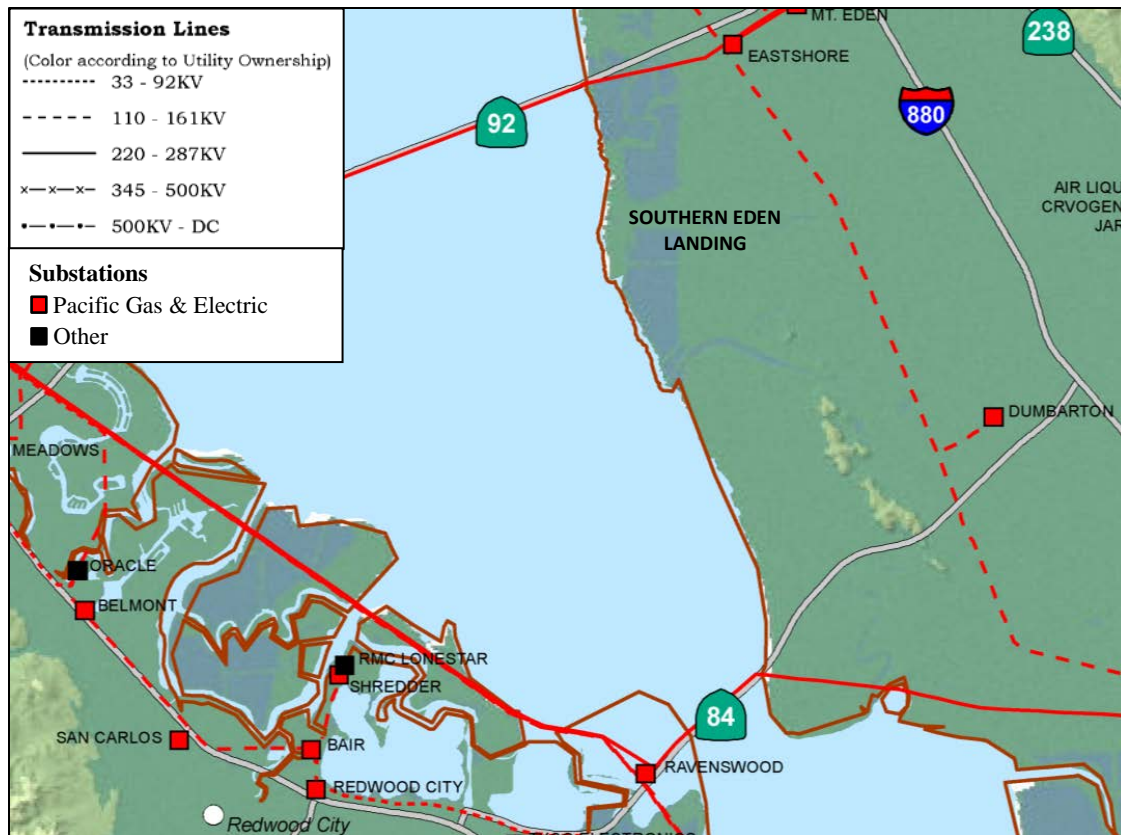 Transmission Lines
(Color according to Utility Ownership)
33 - 92KV
110 - 161KV
220 - 287KV
345 - 500KV
500KV - DC
Substations
Pacific Gas & Electric
Other
MT. EDEN
EASTSHORE
238
92
880
SOUTHERN EDEN
LANDING
AIR LIQU
CRVOGEN
JAR
DUMBARTON
MEADOWS
ORACLE
BELMONT
RMC LONESTAR
SHREDDER
SAN CARLOS
BAIR
84
RAVENSWOOD
REDWOOD CITY
Redwood City